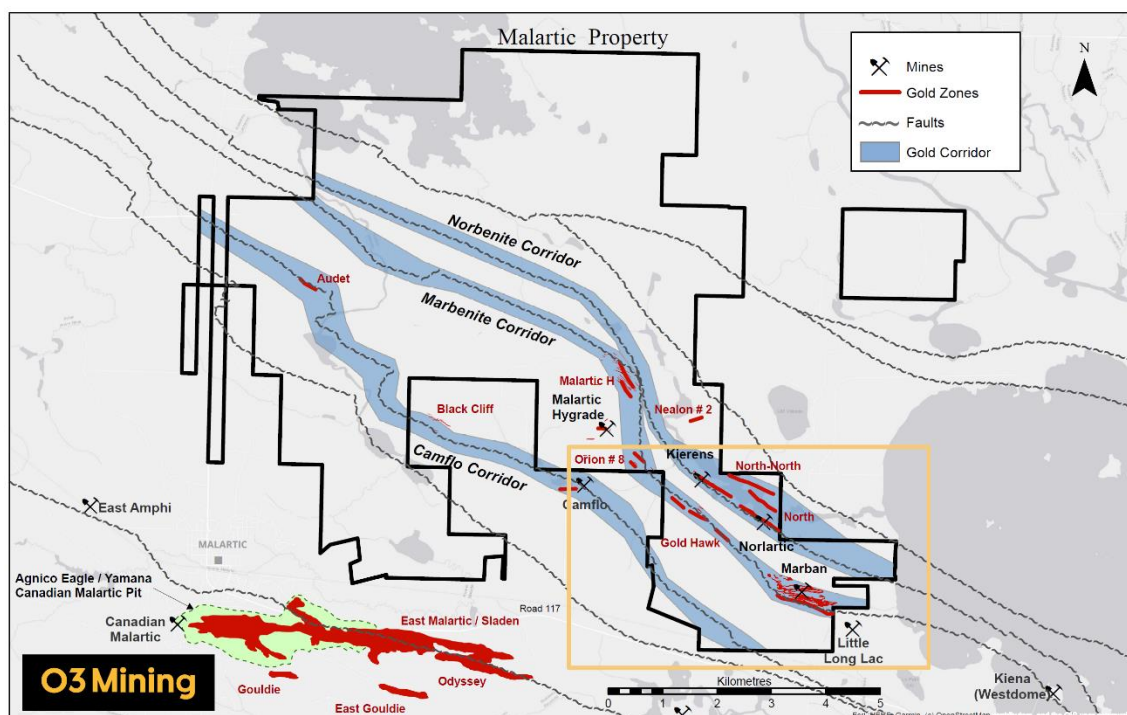 Malartic Property
N
Mines
Gold Zones
Faults
Gold Corridor
Norbenite Corridor
Marbenite Corridor
Audet
Malartic H
Malartic
Hygrade
Nealon # 2
Black Cliff
Camflo Corridor
Orion # 8
Kierens
North-North
Camflo
North
Gold Hawk
Norlartic
East Amphi
MALARTIC
Marban
Agnico Eagle / Yamana
Canadian Malartic Pit
Road 117
Canadian
Malartic
East Malartic / Sladen
Little
Long Lac
Odyssey
O3 Mining
Gouldie
East Gouldie
Kilometres
0 1 2 3 4 5
Kiena
(Westdome)